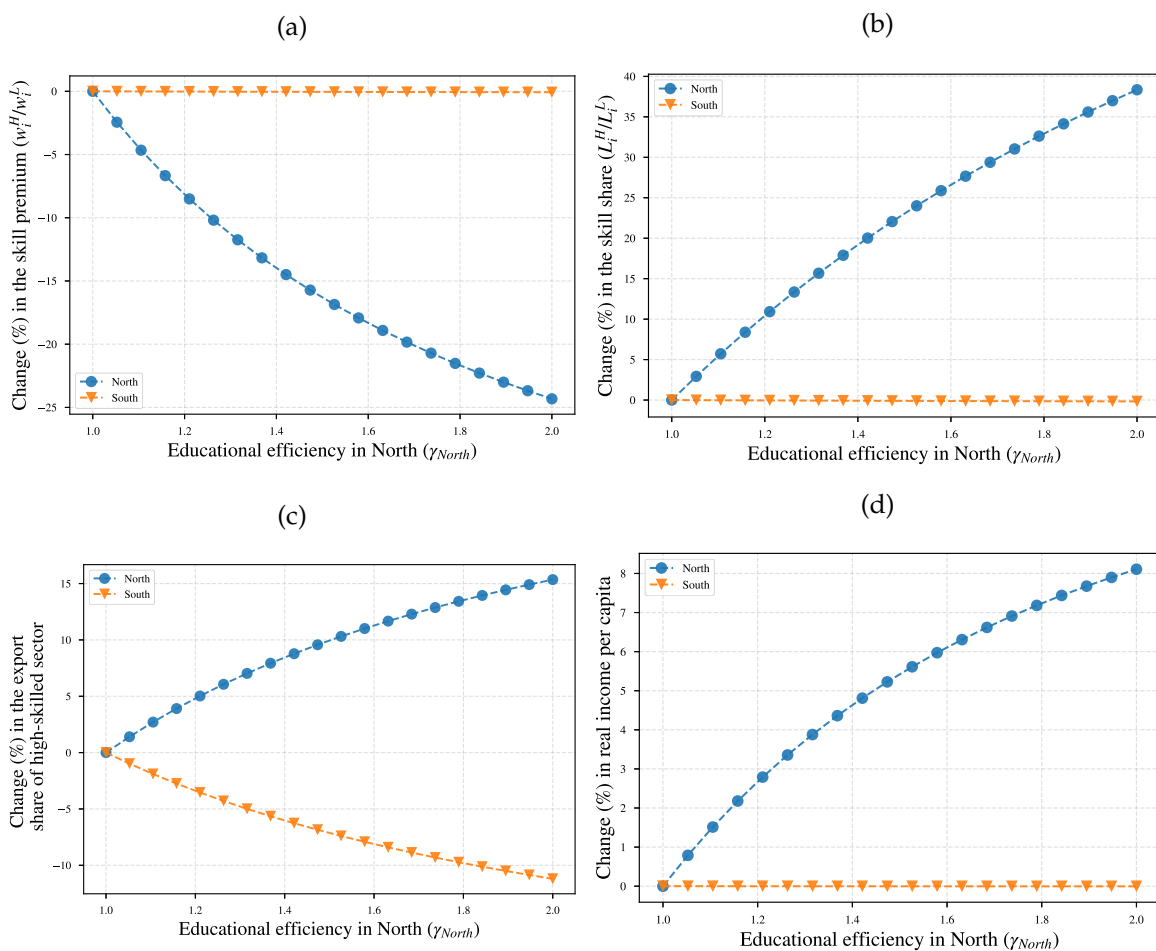 (a)
Change (%) in the skill premium (w_i^H/w_i^L)
0
−5
−10
−15
−20
−25
North
South
1.0 1.2 1.4 1.6 1.8 2.0
Educational efficiency in North (γ_North)
(b)
Change (%) in the skill share (L_i^H/L_i^L)
40
35
30
25
20
15
10
5
0
North
South
1.0 1.2 1.4 1.6 1.8 2.0
Educational efficiency in North (γ_North)
(c)
Change (%) in the export
share of high-skilled sector
15
10
5
0
−5
−10
North
South
1.0 1.2 1.4 1.6 1.8 2.0
Educational efficiency in North (γ_North)
(d)
Change (%) in real income per capita
8
7
6
5
4
3
2
1
0
North
South
1.0 1.2 1.4 1.6 1.8 2.0
Educational efficiency in North (γ_North)